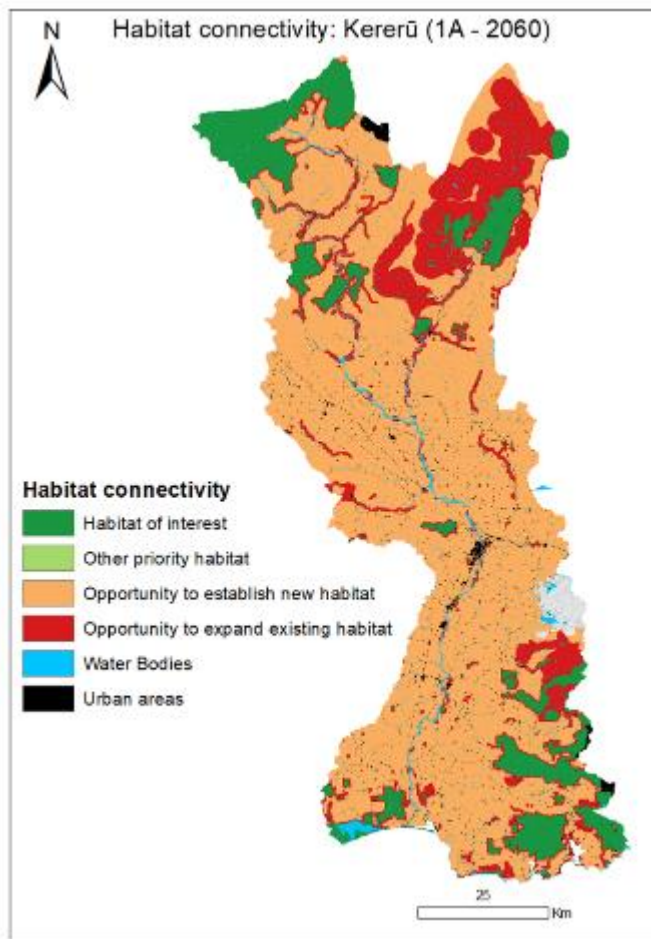 N
Habitat connectivity: Kererū (1A - 2060)
Habitat connectivity
Habitat of interest
Other priority habitat
Opportunity to establish new habitat
Opportunity to expand existing habitat
Water Bodies
Urban areas
25
Km